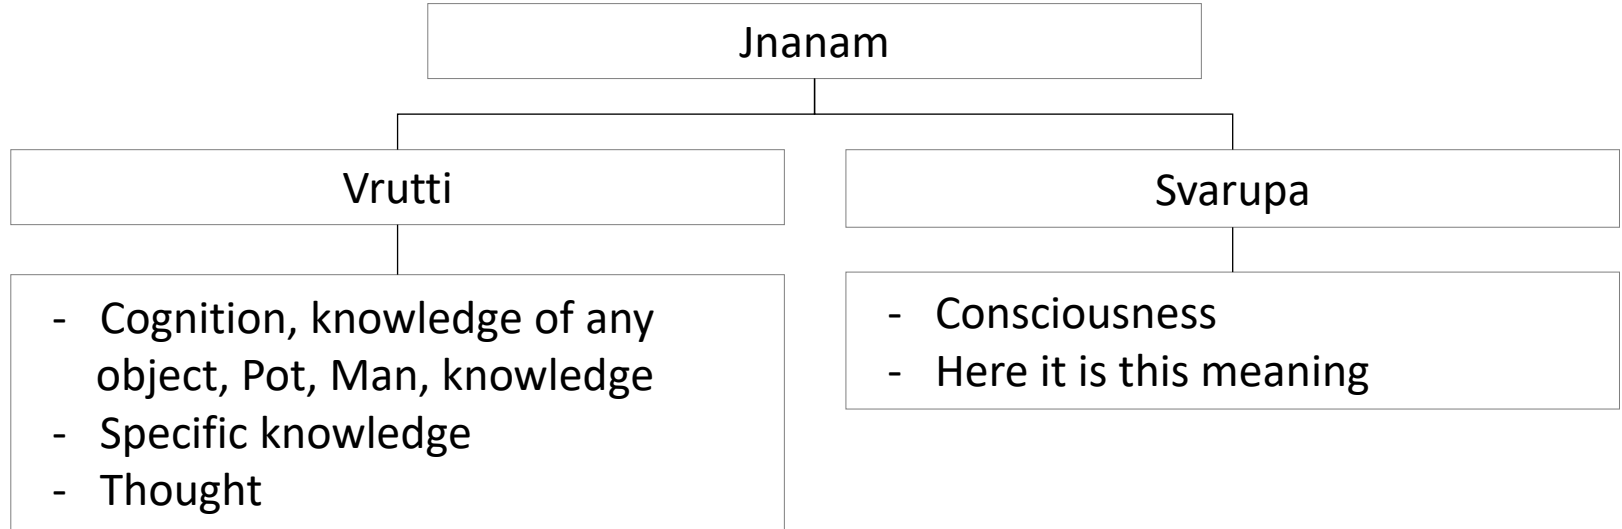 Jnanam
Vrutti
Svarupa
- Cognition, knowledge of any
object, Pot, Man, knowledge
- Specific knowledge
- Thought
- Consciousness
- Here it is this meaning